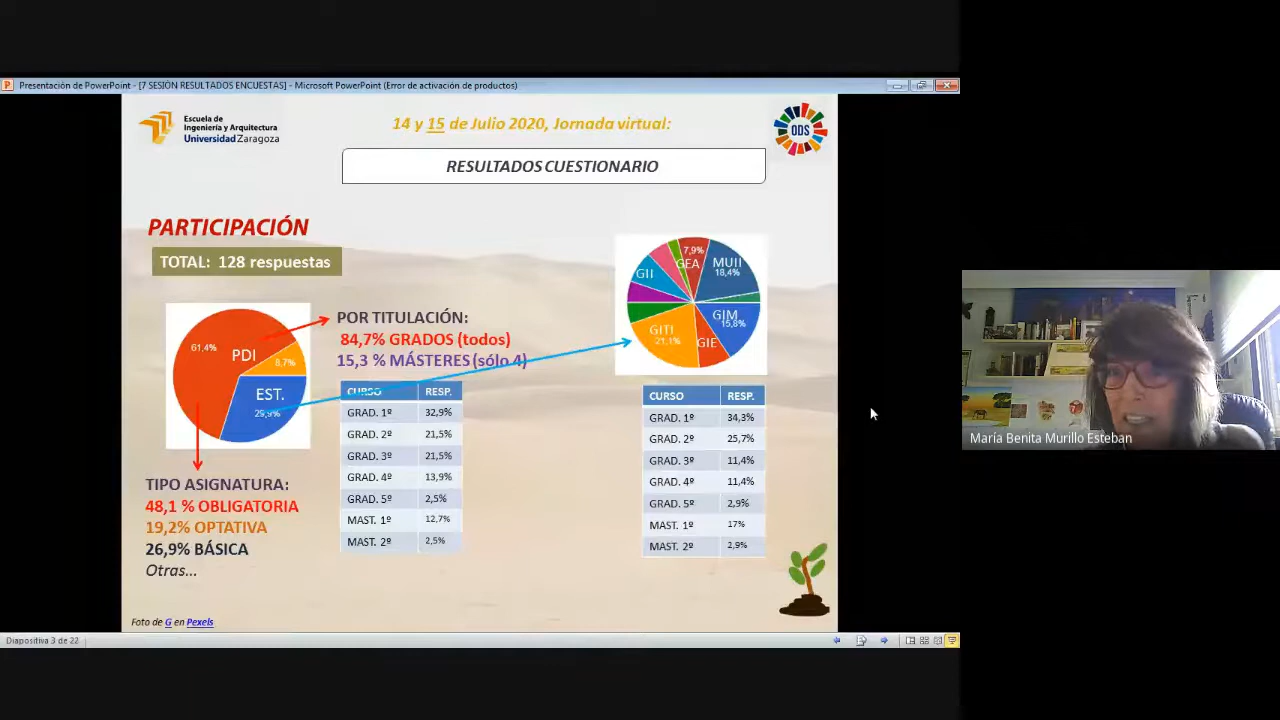 Presentación de PowerPoint - [7 SESIÓN RESULTADOS ENCUESTAS] - Microsoft PowerPoint (Error de activación de productos)
Escuela de
Ingeniería y Arquitectura
Universidad Zaragoza
14 y 15 de Julio 2020, Jornada virtual:
ODS
RESULTADOS CUESTIONARIO
PARTICIPACIÓN
TOTAL: 128 respuestas
61,4%
PDI
8,7%
EST.
29,9%
POR TITULACIÓN:
84,7% GRADOS (todos)
15,3 % MÁSTERES (sólo 4)
7,9%
GEA
MUII
18,4%
GII
GIM
15,8%
GITI
21,1%
GIE
CURSO RESP.
GRAD. 1º 32,9%
GRAD. 2º 21,5%
GRAD. 3º 21,5%
GRAD. 4º 13,9%
GRAD. 5º 2,5%
MAST. 1º 12,7%
MAST. 2º 2,5%
CURSO RESP.
GRAD. 1º 34,3%
GRAD. 2º 25,7%
GRAD. 3º 11,4%
GRAD. 4º 11,4%
GRAD. 5º 2,9%
MAST. 1º 17%
MAST. 2º 2,9%
TIPO ASIGNATURA:
48,1 % OBLIGATORIA
19,2% OPTATIVA
26,9% BÁSICA
Otras...
Foto de G en Pexels
Diapositiva 3 de 22
María Benita Murillo Esteban